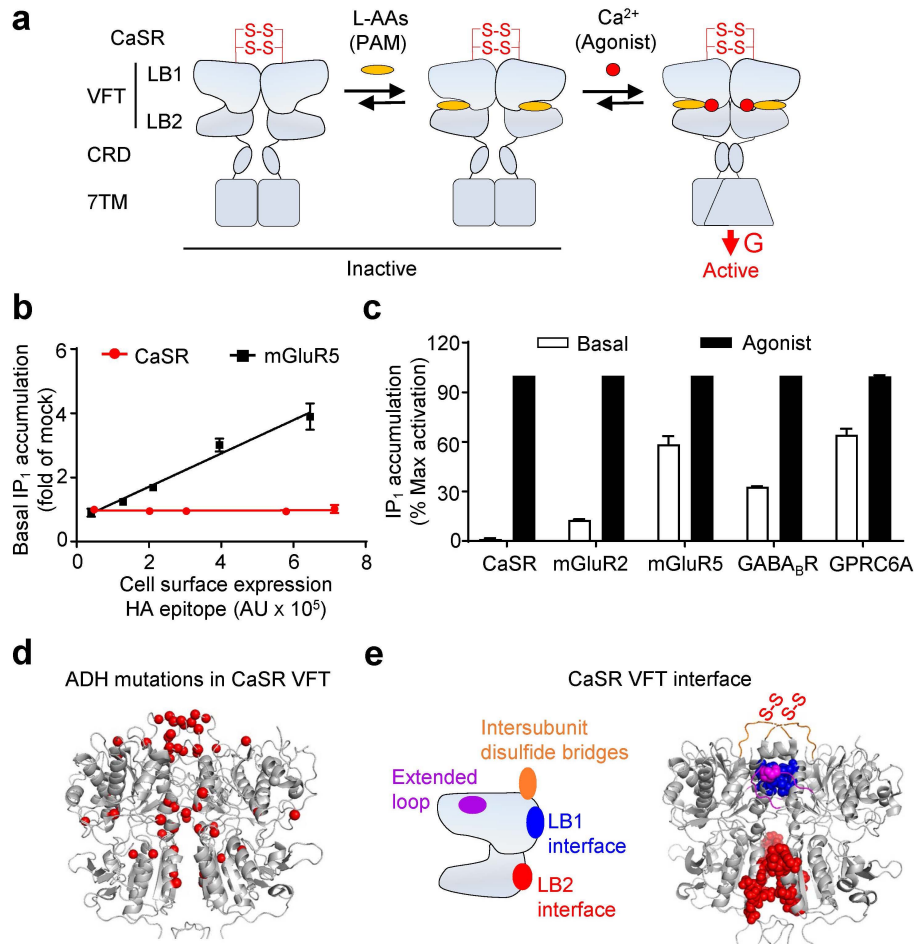 a
CaSR
S-S
S-S
L-AAs
(PAM)
S-S
S-S
Ca²⁺
(Agonist)
S-S
S-S
VFT
LB1
LB2
CRD
7TM
Inactive
G
Active
b
CaSR
mGluR5
Basal IP₁ accumulation
(fold of mock)
6
4
2
0
0
2
4
6
8
Cell surface expression
HA epitope (AU x 10⁵)
c
Basal
Agonist
IP₁ accumulation
(% Max activation)
120
90
60
30
0
CaSR
mGluR2
mGluR5
GABA_BR
GPRC6A
d
ADH mutations in CaSR VFT
e
CaSR VFT interface
Intersubunit
disulfide bridges
Extended
loop
LB1
interface
LB2
interface
S-S
S-S